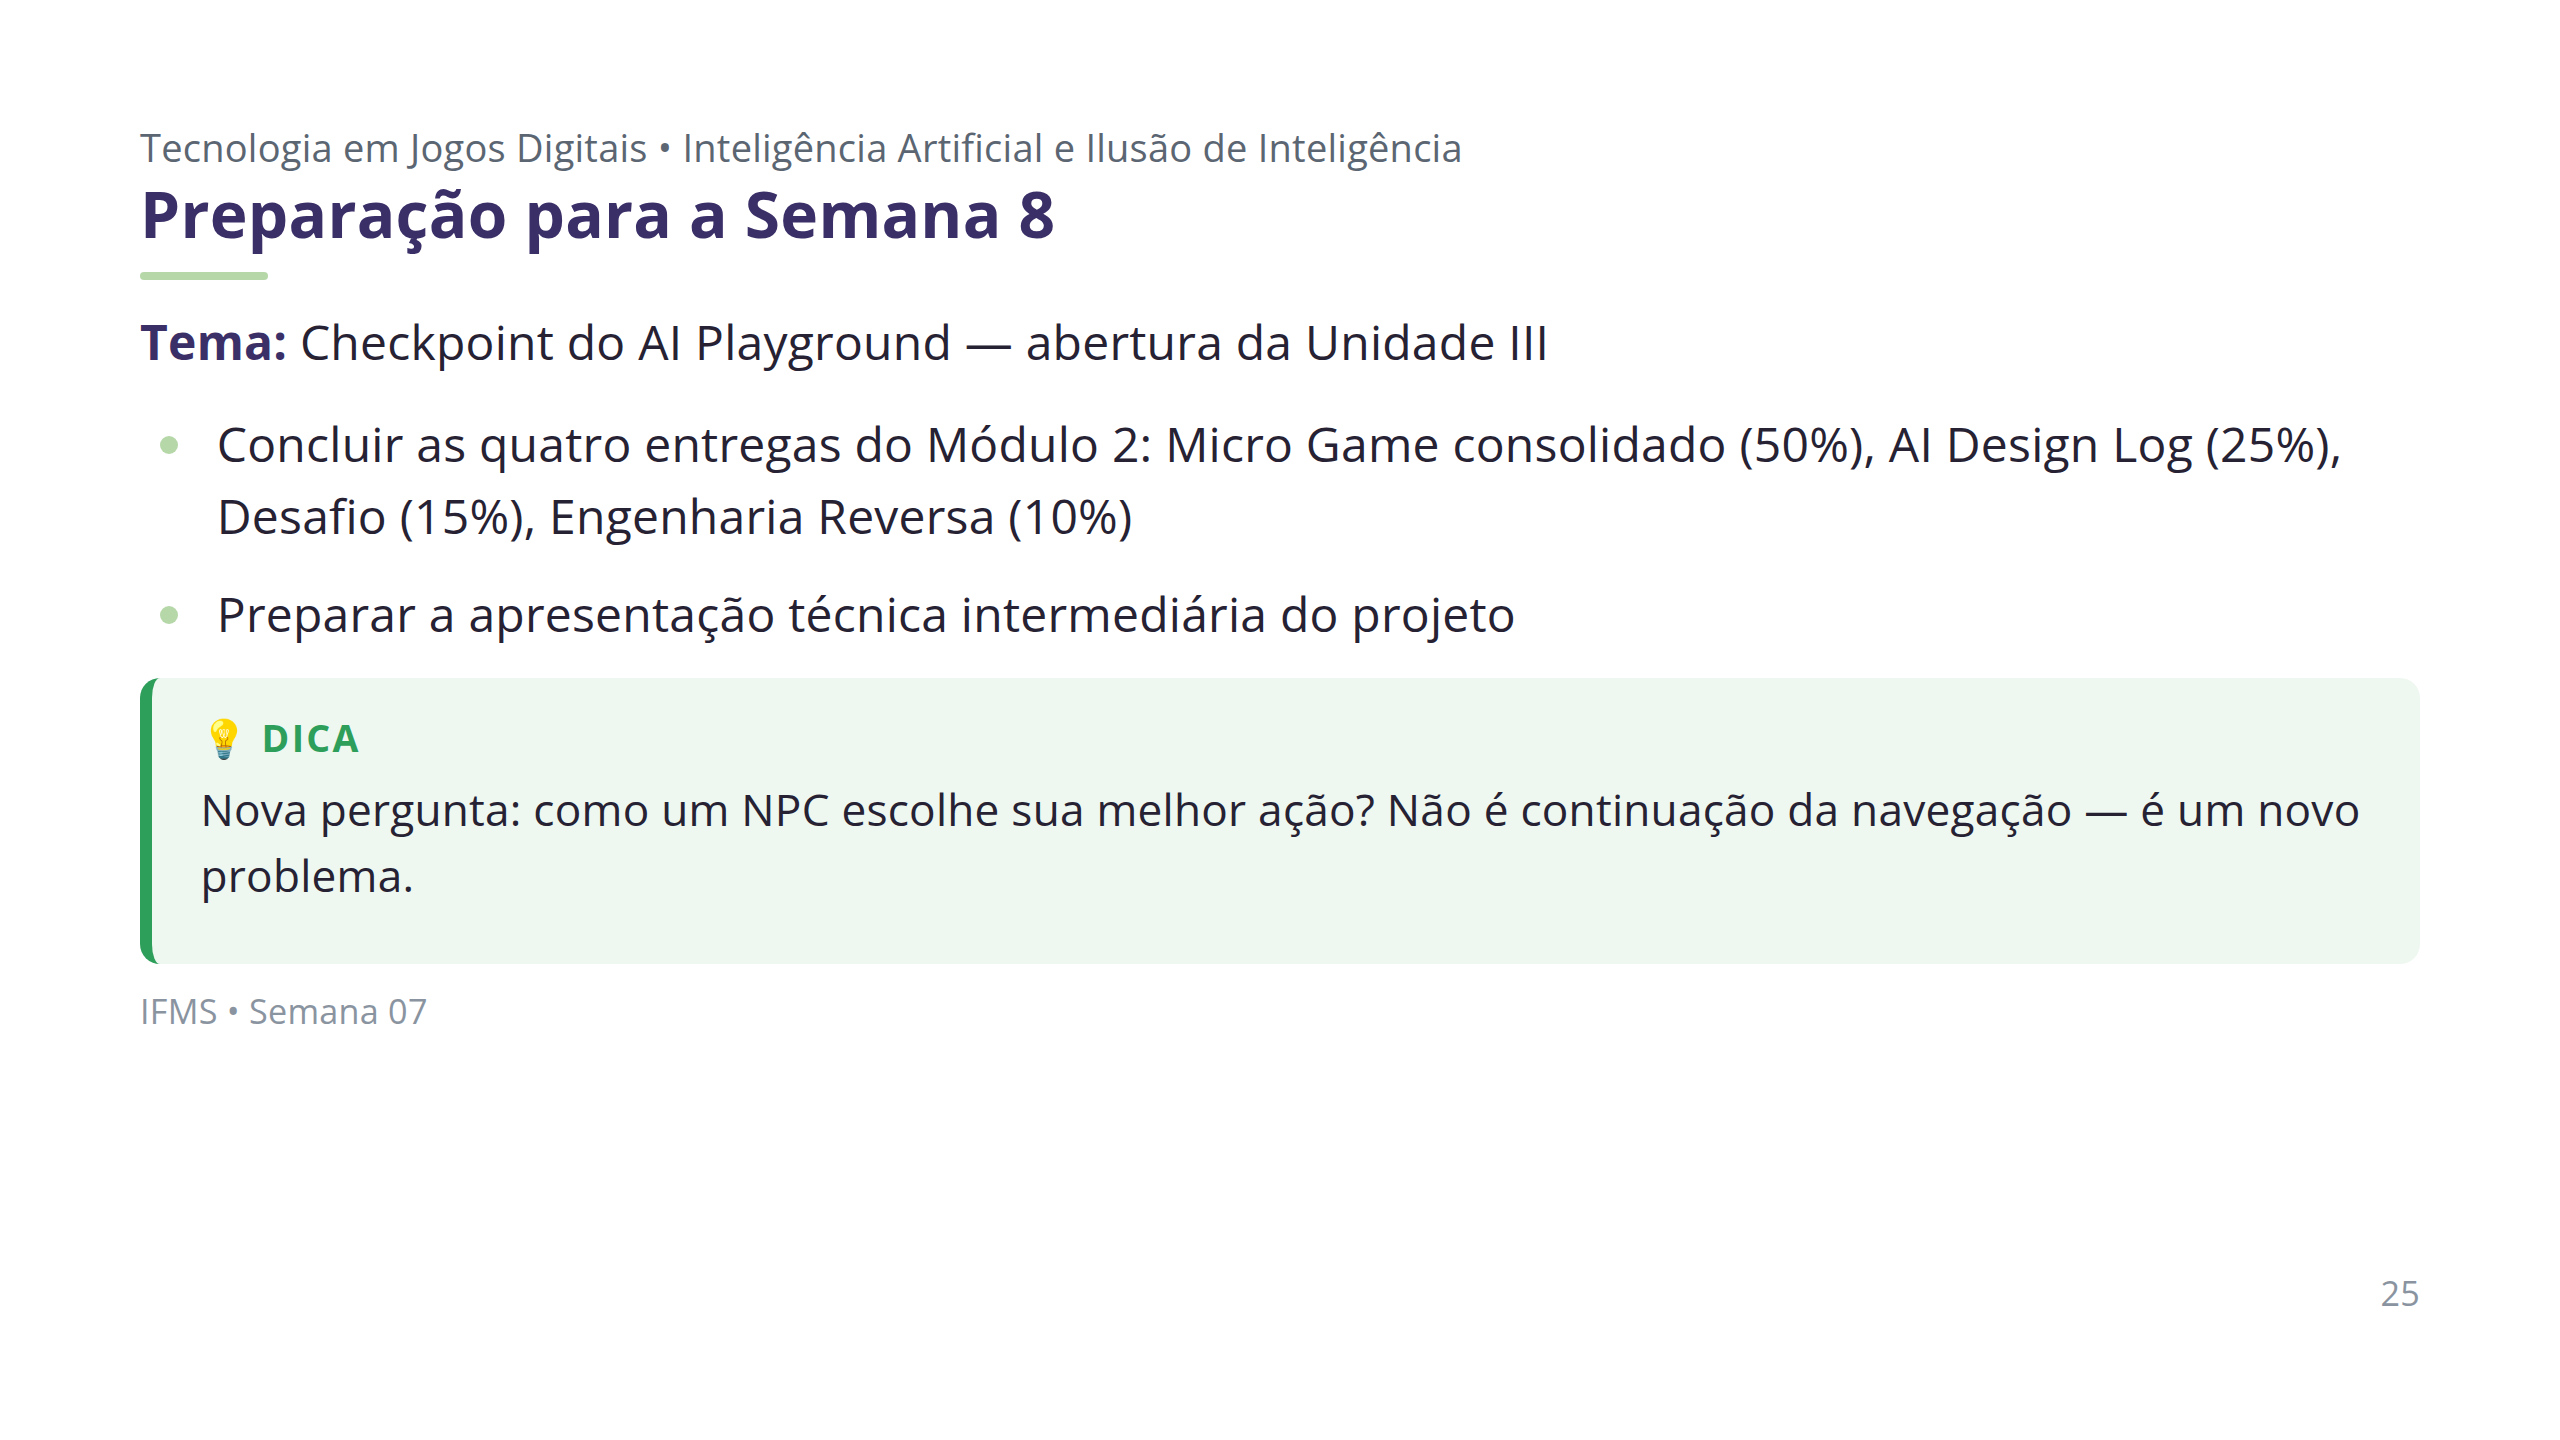 Tecnologia em Jogos Digitais • Inteligência Artificial e Ilusão de Inteligência
Preparação para a Semana 8
Tema: Checkpoint do AI Playground — abertura da Unidade III
• Concluir as quatro entregas do Módulo 2: Micro Game consolidado (50%), AI Design Log (25%),
Desafio (15%), Engenharia Reversa (10%)
• Preparar a apresentação técnica intermediária do projeto
💡 DICA
Nova pergunta: como um NPC escolhe sua melhor ação? Não é continuação da navegação — é um novo
problema.
IFMS • Semana 07
25